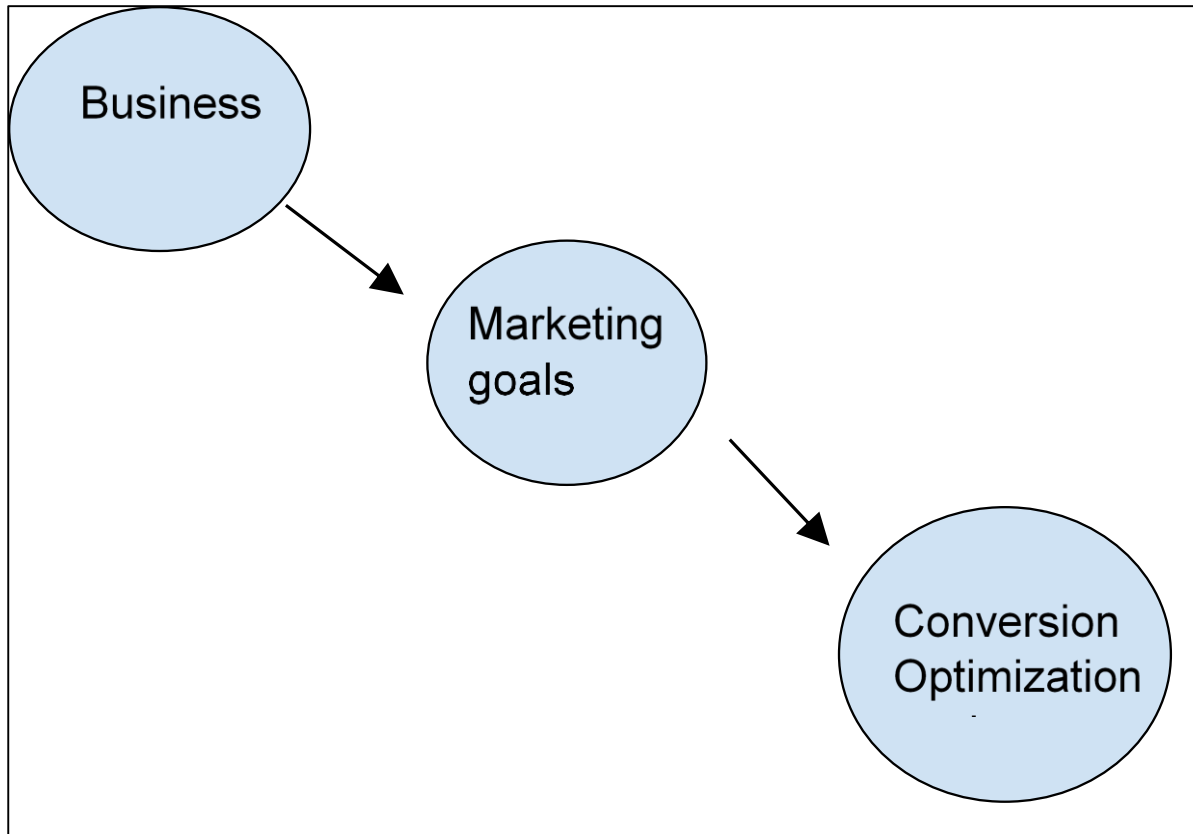 Business
Marketing
goals
Conversion
Optimization
-